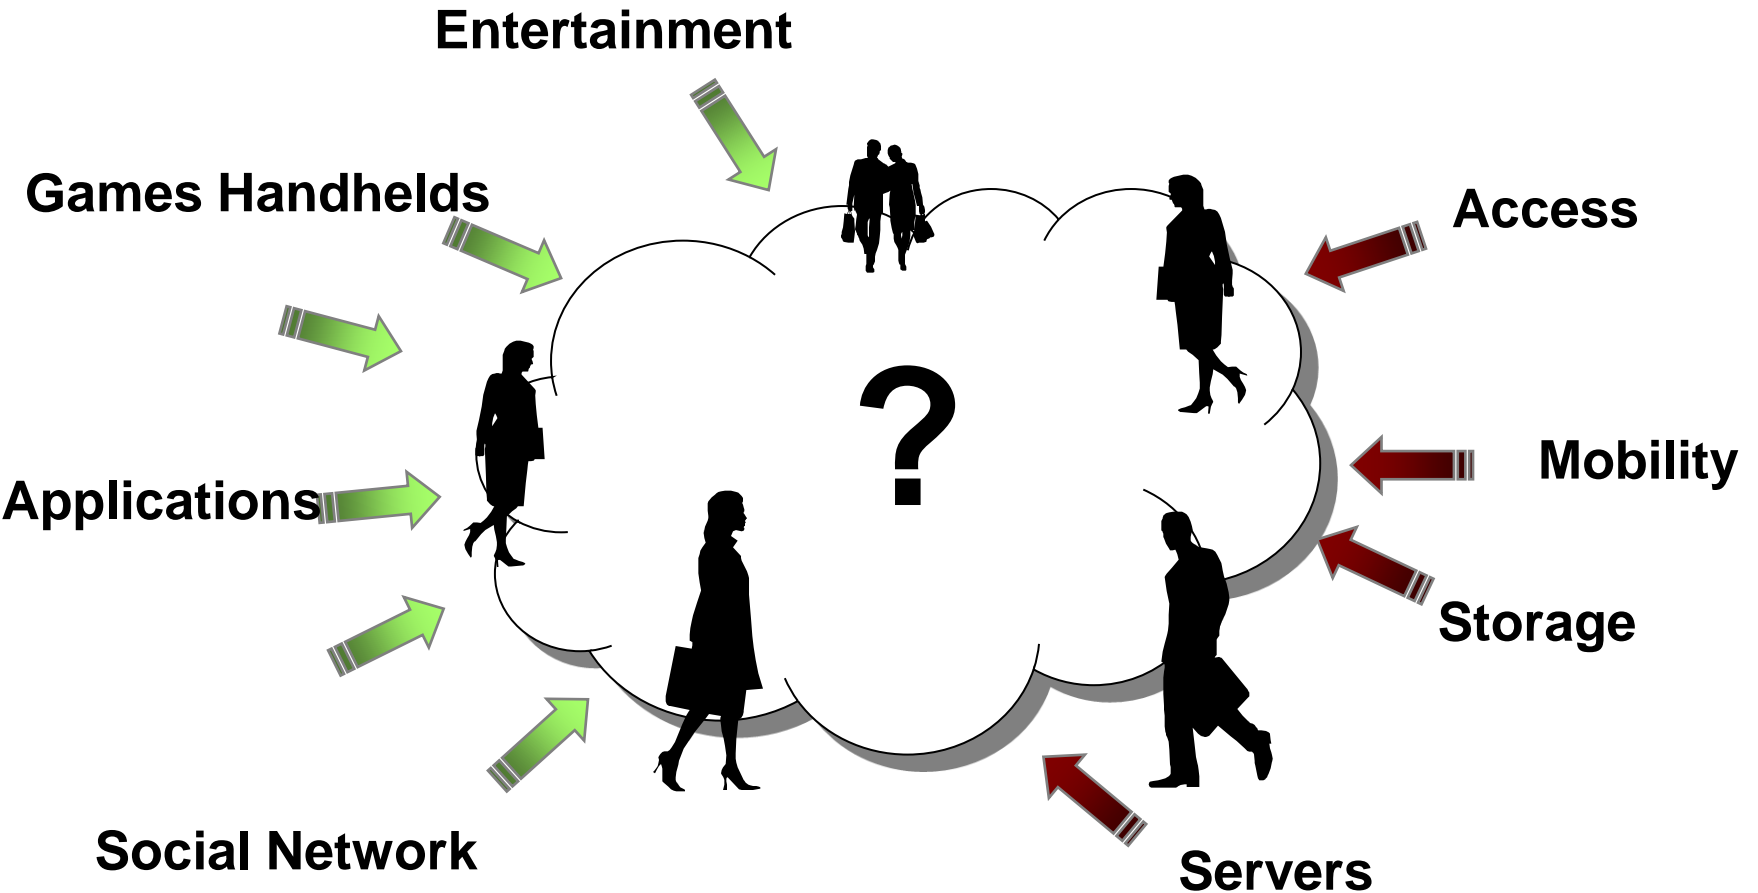 Entertainment
Games Handhelds
Access
?
Mobility
Applications
Storage
Social Network
Servers